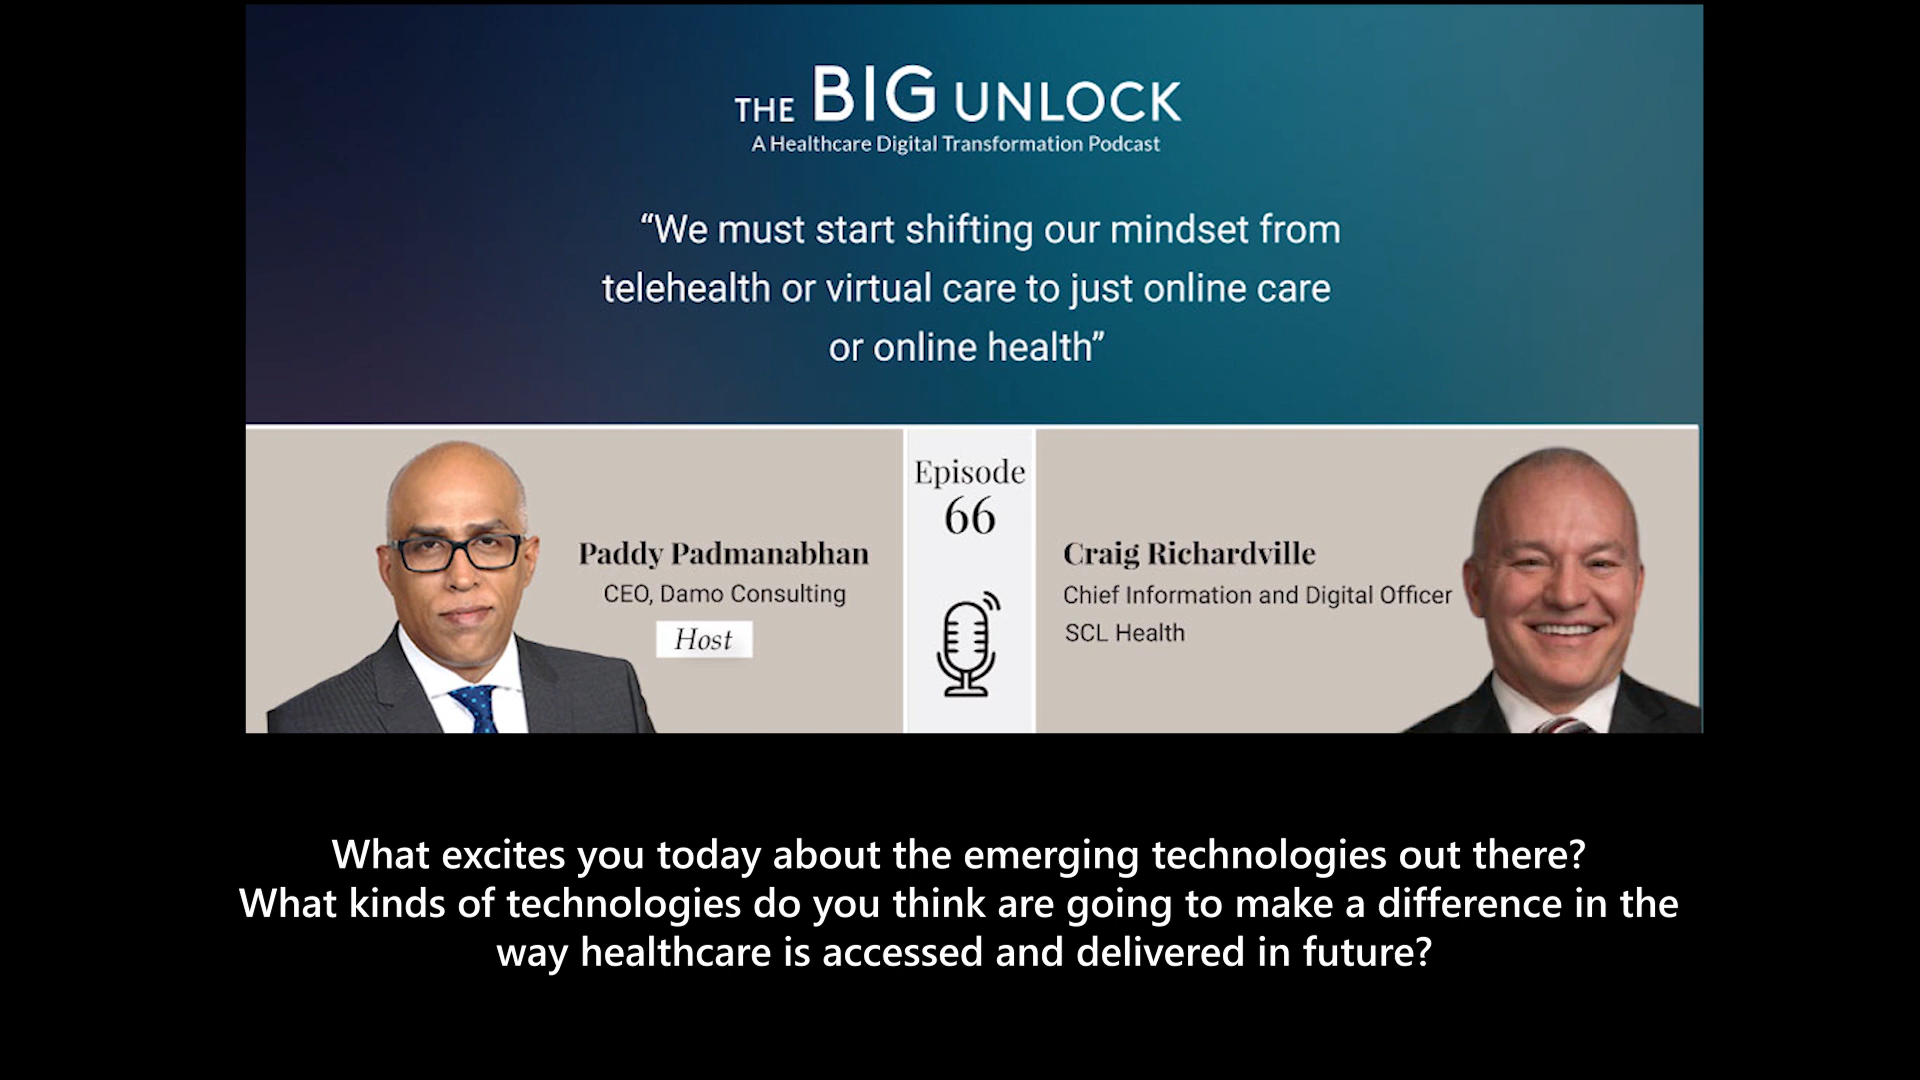 THE BIG UNLOCK
A Healthcare Digital Transformation Podcast
“We must start shifting our mindset from
telehealth or virtual care to just online care
or online health”
Paddy Padmanabhan
CEO, Damo Consulting
Host
Episode
66
Craig Richardville
Chief Information and Digital Officer
SCL Health
What excites you today about the emerging technologies out there?
What kinds of technologies do you think are going to make a difference in the
way healthcare is accessed and delivered in future?